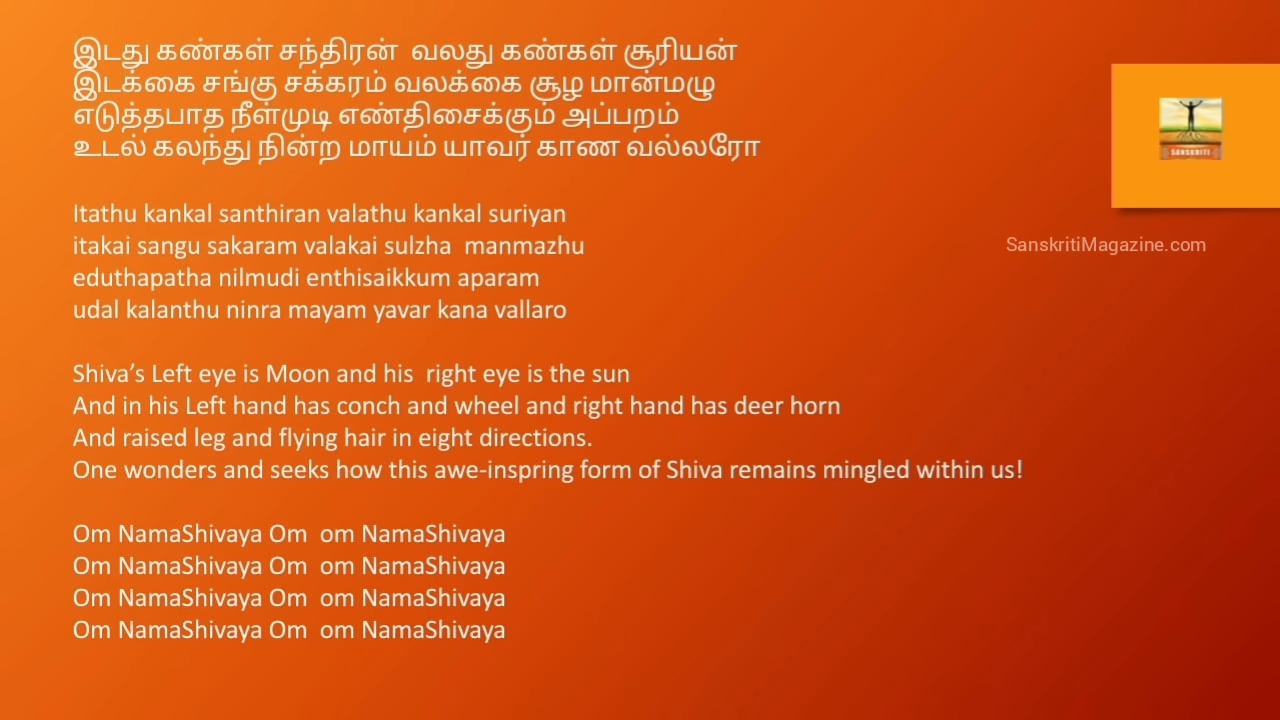 இடது கண்கள் சந்திரன்  வலது கண்கள் சூரியன்
இடக்கை சங்கு சக்கரம் வலக்கை சூழ மான்மழு
எடுத்தபாத நீள்முடி எண்திசைக்கும் அப்பறம்
உடல் கலந்து நின்ற மாயம் யாவர் காண வல்லரோ
Itathu kankal santhiran valathu kankal suriyan
itakai sangu sakaram valakai sulzha  manmazhu
eduthapatha nilmudi enthisaikkum aparam
udal kalanthu ninra mayam yavar kana vallaro
Shiva’s Left eye is Moon and his  right eye is the sun
And in his Left hand has conch and wheel and right hand has deer horn
And raised leg and flying hair in eight directions.
One wonders and seeks how this awe-inspring form of Shiva remains mingled within us!
Om NamaShivaya Om  om NamaShivaya
Om NamaShivaya Om  om NamaShivaya
Om NamaShivaya Om  om NamaShivaya
Om NamaShivaya Om  om NamaShivaya
SANSKRITI
SanskritiMagazine.com